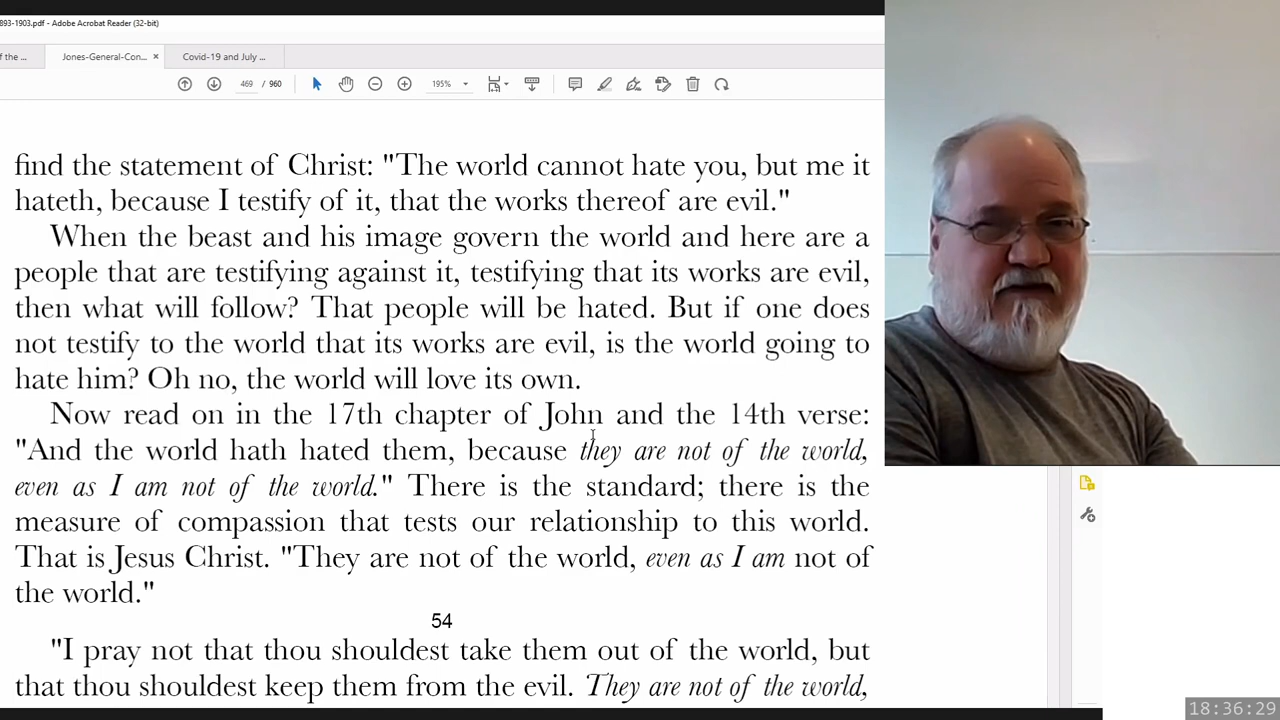 893-1903.pdf - Adobe Acrobat Reader (32-bit)
f the ... Jones-General-Con... × Covid-19 and July ...
469 / 960 195%
find the statement of Christ: "The world cannot hate you, but me it
hateth, because I testify of it, that the works thereof are evil."
When the beast and his image govern the world and here are a
people that are testifying against it, testifying that its works are evil,
then what will follow? That people will be hated. But if one does
not testify to the world that its works are evil, is the world going to
hate him? Oh no, the world will love its own.
Now read on in the 17th chapter of John and the 14th verse:
"And the world hath hated them, because they are not of the world,
even as I am not of the world." There is the standard; there is the
measure of compassion that tests our relationship to this world.
That is Jesus Christ. "They are not of the world, even as I am not of
the world."
54
"I pray not that thou shouldest take them out of the world, but
that thou shouldest keep them from the evil. They are not of the world,
18:36:29